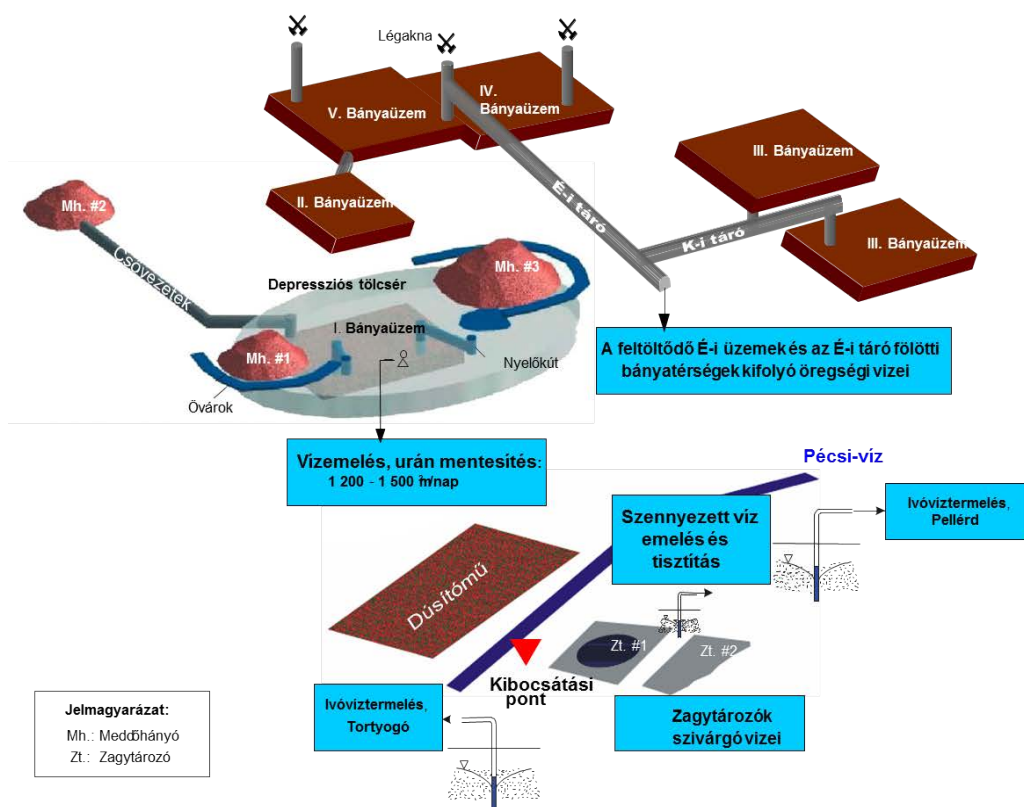 Légakna
V. Bányaüzem
IV.
Bányaüzem
III. Bányaüzem
II. Bányaüzem
É-i táró
K-i táró
III. Bányaüzem
Mh. #2
Csővezeték
Mh. #3
Depressziós tölcsér
I. Bányaüzem
Mh. #1
Nyelőkút
Övárok
A feltöltődő É-i üzemek és az É-i táró fölötti
bányatérségek kifolyó öregségi vizei
Vízemelés, urán mentesítés:
1 200 - 1 500 m³/nap
Pécsi-víz
Ivóvíztermelés,
Pellérd
Szennyezett víz
emelés és
tisztítás
Dúsítómű
Zt. #1
Zt. #2
Kibocsátási
pont
Ivóvíztermelés,
Tortyogó
Zagytározók
szivárgó vizei
Jelmagyarázat:
Mh.: Meddőhányó
Zt.: Zagytározó